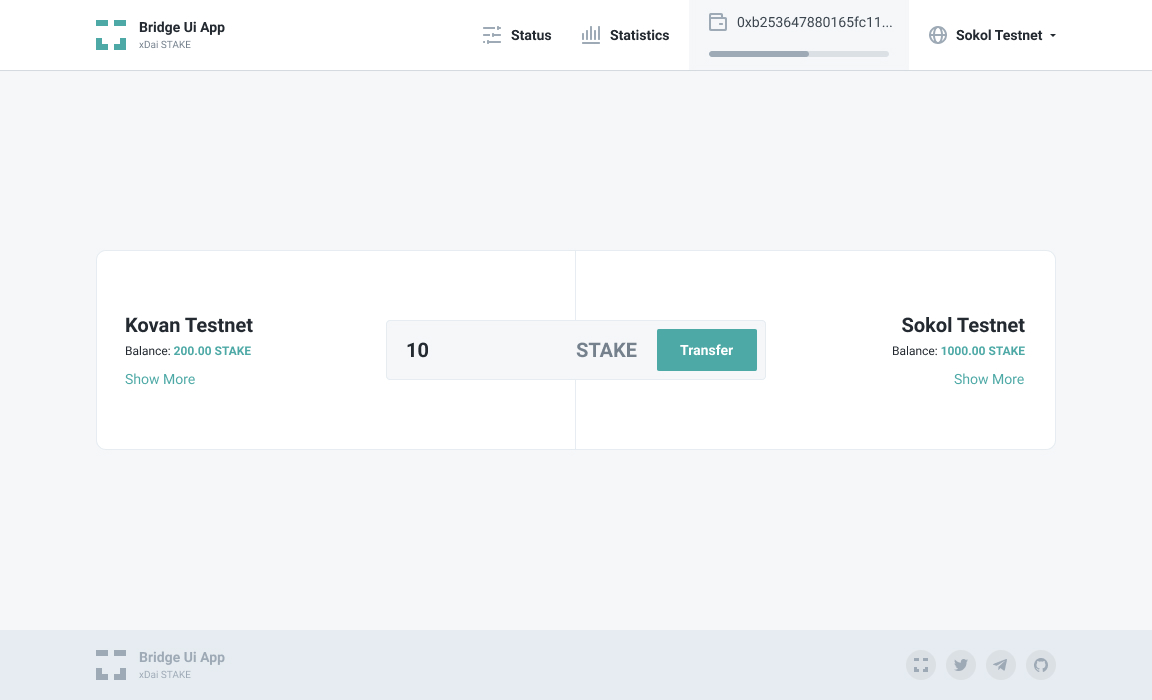 Bridge Ui App
xDai STAKE
Status
Statistics
0xb253647880165fc11...
Sokol Testnet
Kovan Testnet
Balance: 200.00 STAKE
Show More
10 STAKE
Transfer
Sokol Testnet
Balance: 1000.00 STAKE
Show More
Bridge Ui App
xDai STAKE